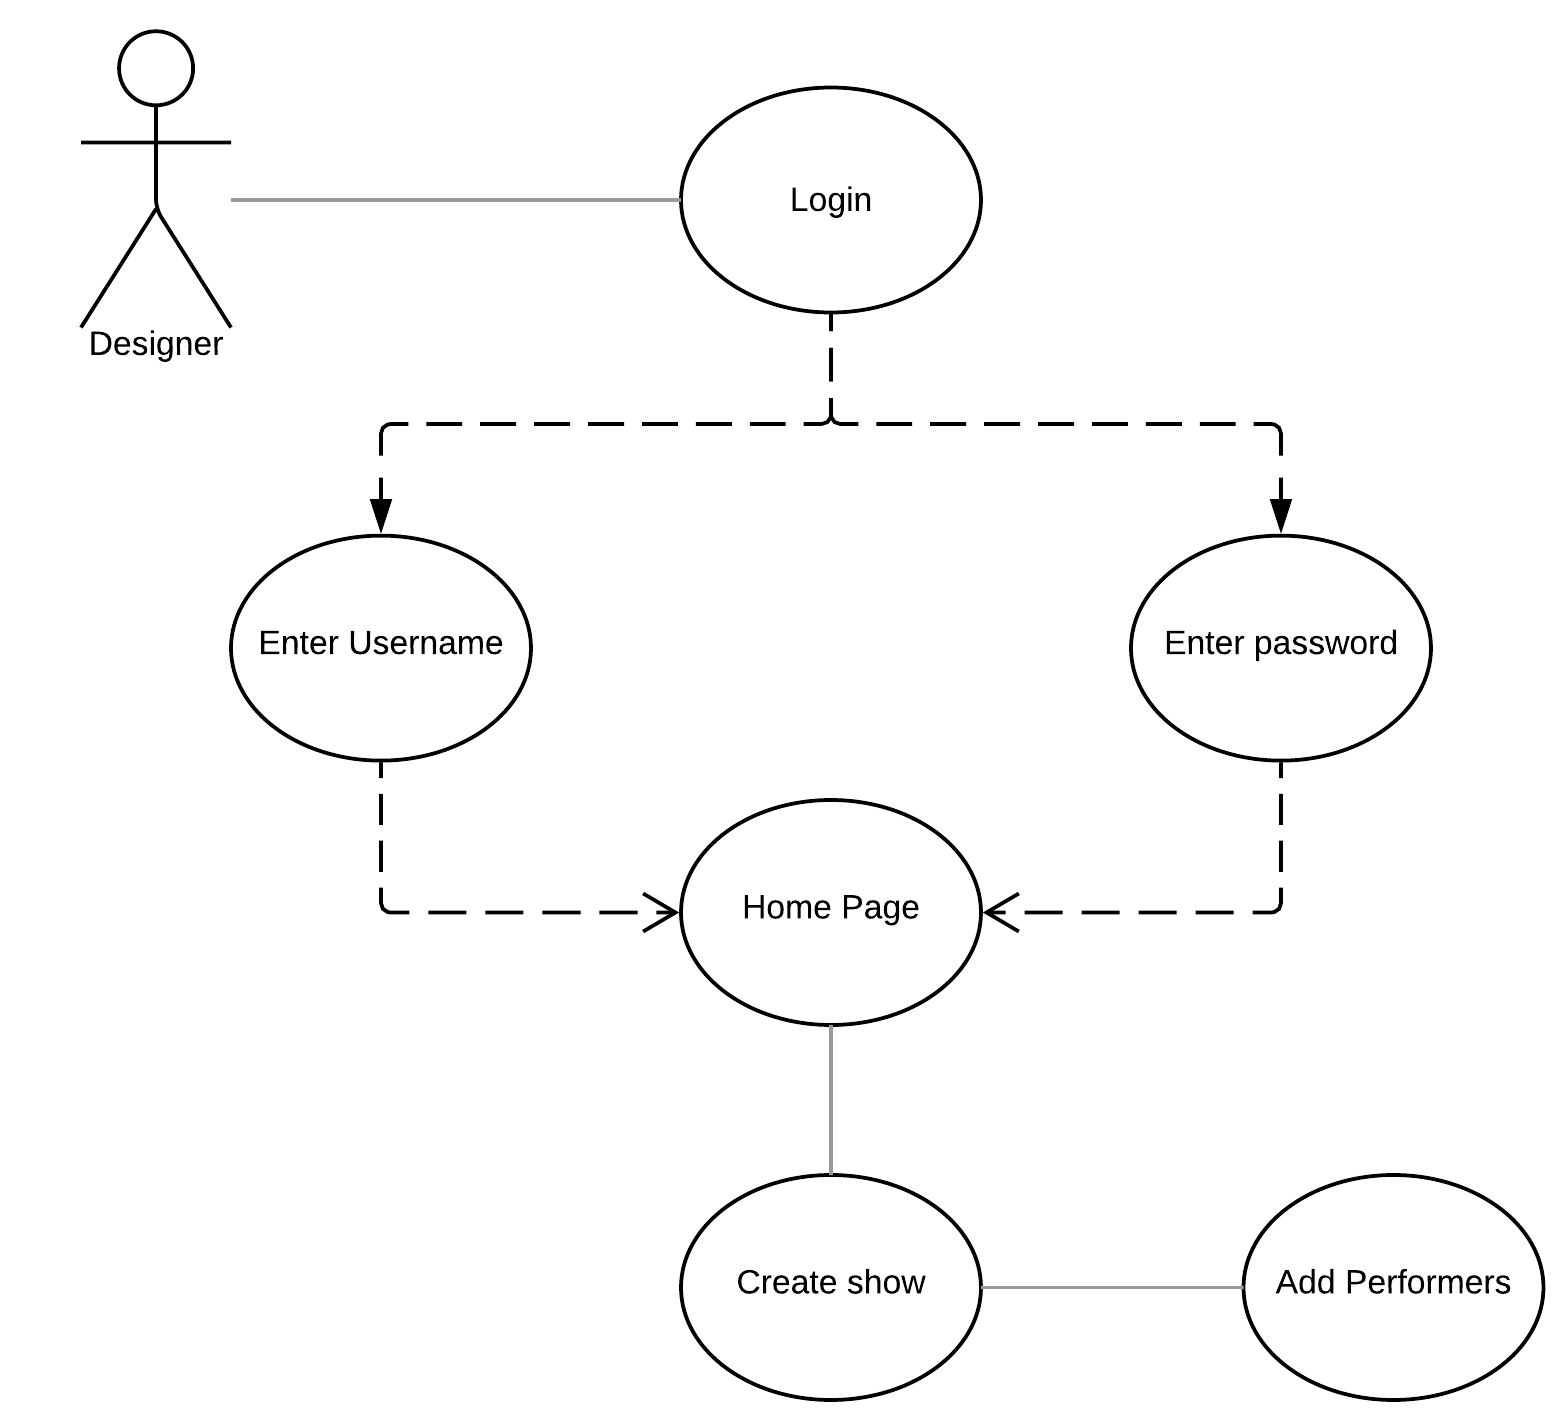 Login
Designer
Enter Username
Enter password
Home Page
Create show
Add Performers